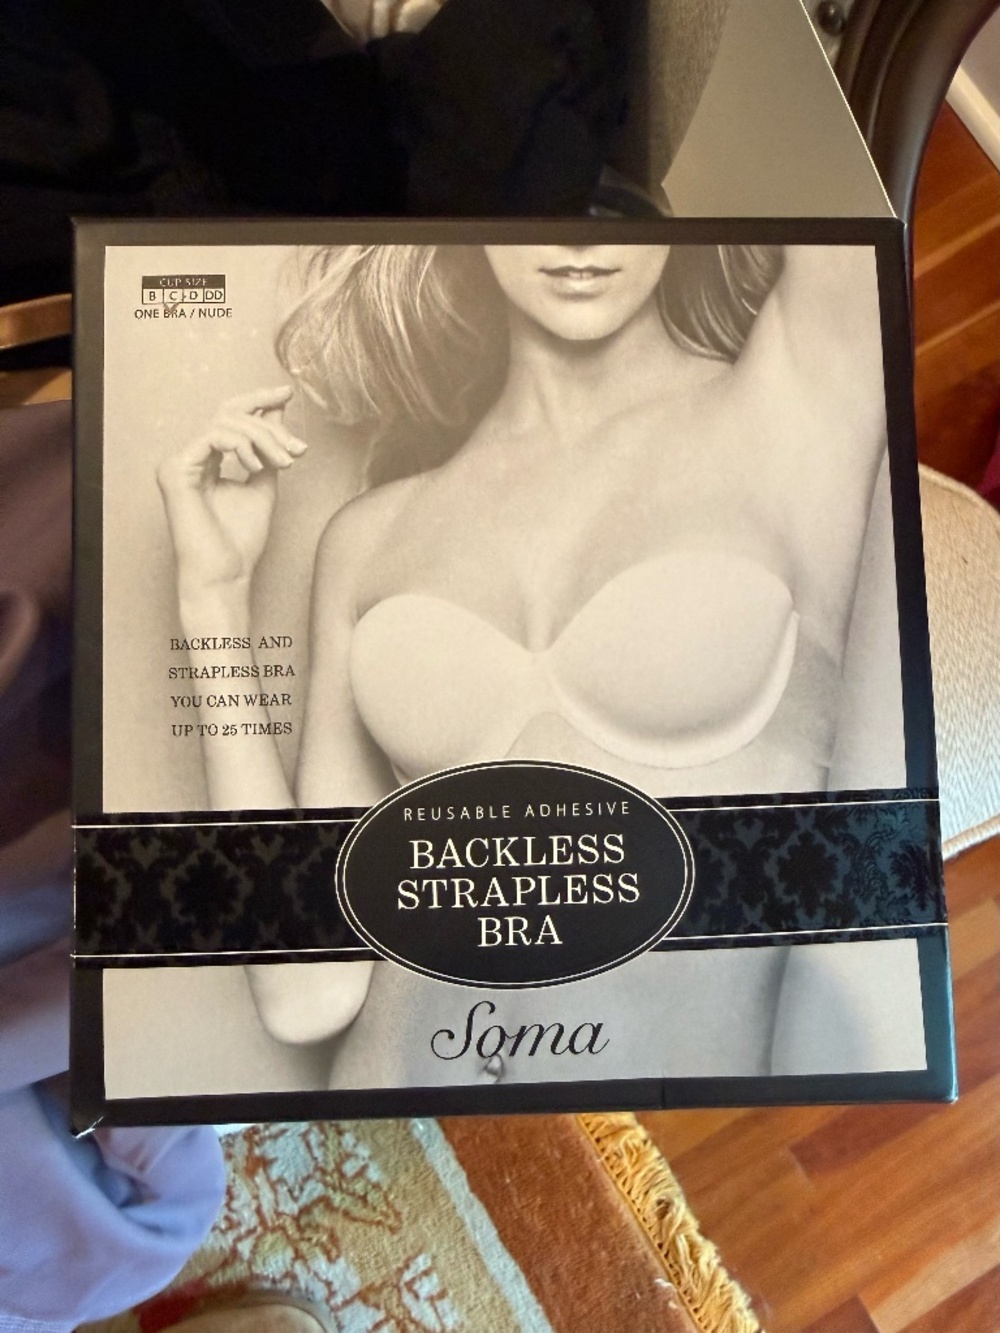 CUP SIZE
B C D DD
ONE BRA / NUDE
BACKLESS AND
STRAPLESS BRA
YOU CAN WEAR
UP TO 25 TIMES
REUSABLE ADHESIVE
BACKLESS
STRAPLESS
BRA
Soma